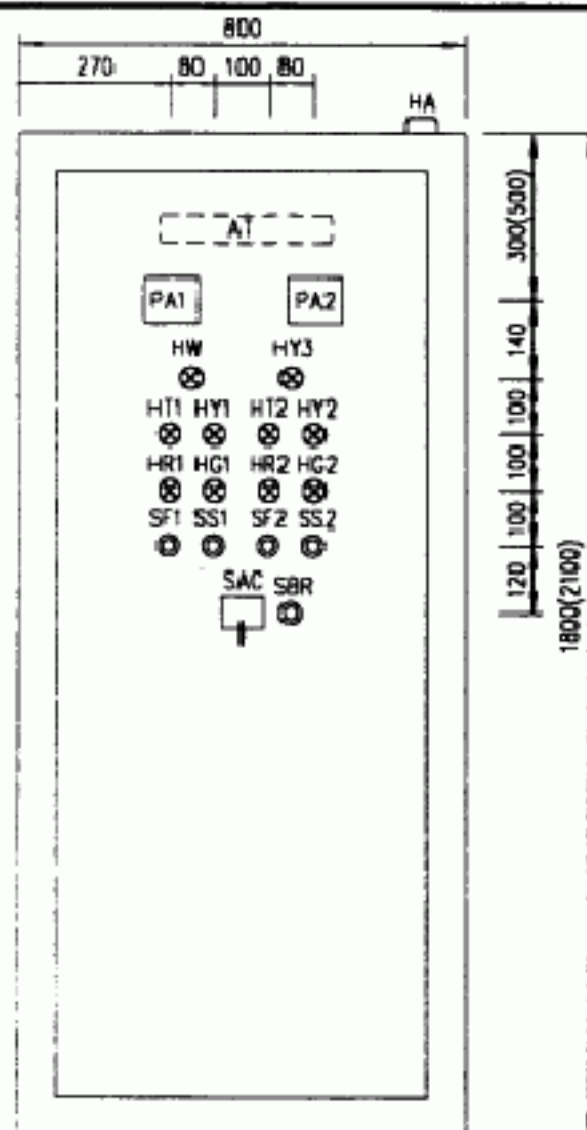 800
270 80 100 80
HA
300(500)
AT
PA1 PA2
140
HW HY3
100
HT1 HY1 HT2 HY2
100
HR1 HG1 HR2 HG2
100
SF1 SS1 SF2 SS2
120
SAC SBR
1800(2100)